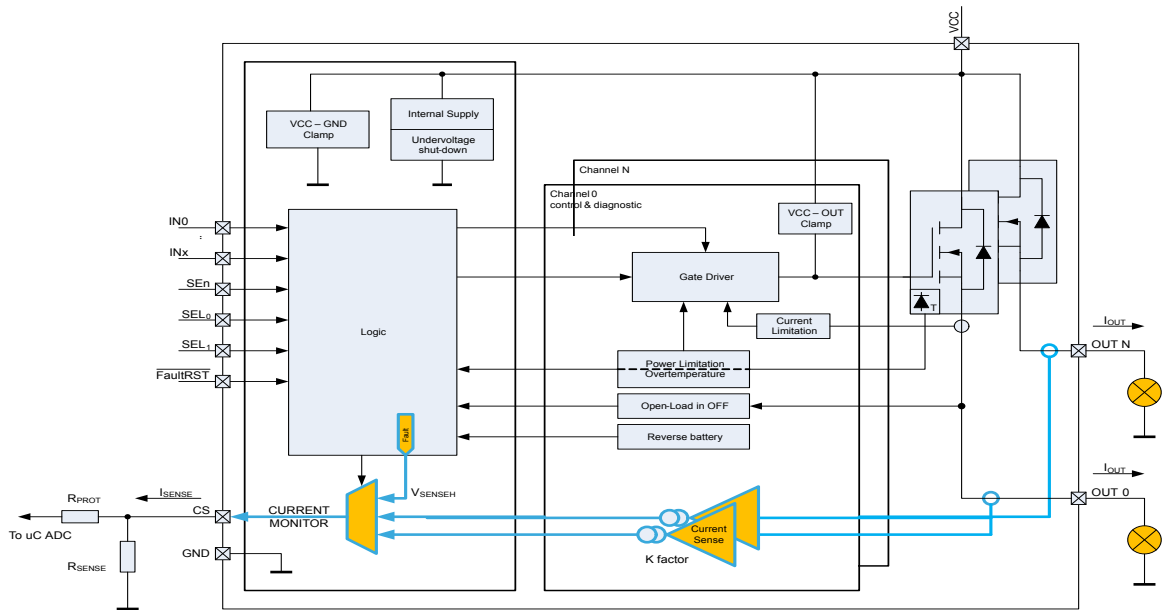 VCC
VCC – GND
Clamp
Internal Supply
Undervoltage
shut-down
Channel N
Channel 0
control & diagnostic
VCC – OUT
Clamp
IN0
:
INx
SEn
SEL0
SEL1
FaultRST
Logic
Gate Driver
Current
Limitation
T
Power Limitation
Overtemperature
Open-Load in OFF
Reverse battery
Fault
VSENSEH
IOUT
OUT N
IOUT
OUT 0
RPROT
ISENSE
CS
CURRENT
MONITOR
To uC ADC
RSENSE
GND
Current
Sense
K factor